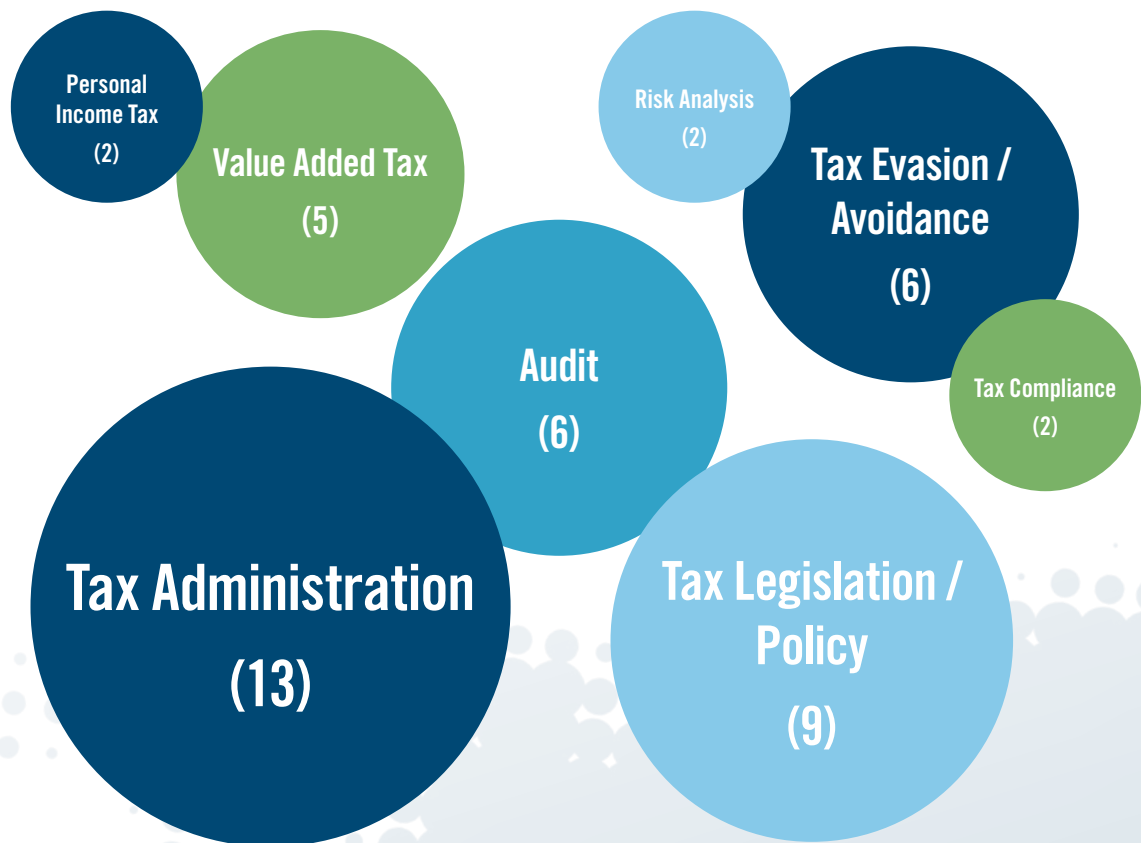 Personal
Income Tax
(2)
Value Added Tax
(5)
Risk Analysis
(2)
Tax Evasion /
Avoidance
(6)
Audit
(6)
Tax Compliance
(2)
Tax Administration
(13)
Tax Legislation /
Policy
(9)